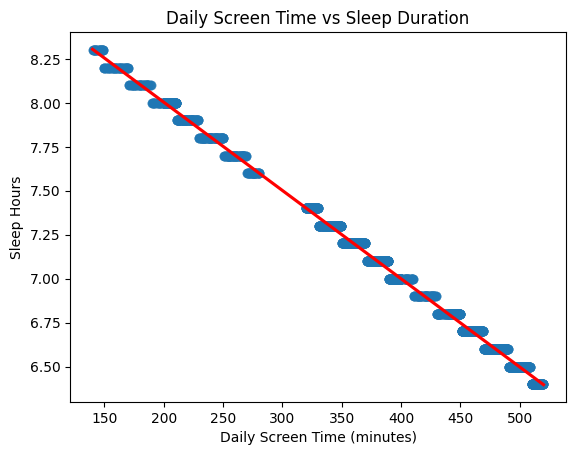 Daily Screen Time vs Sleep Duration
8.25
8.00
7.75
7.50
7.25
7.00
6.75
6.50
Sleep Hours
150 200 250 300 350 400 450 500
Daily Screen Time (minutes)